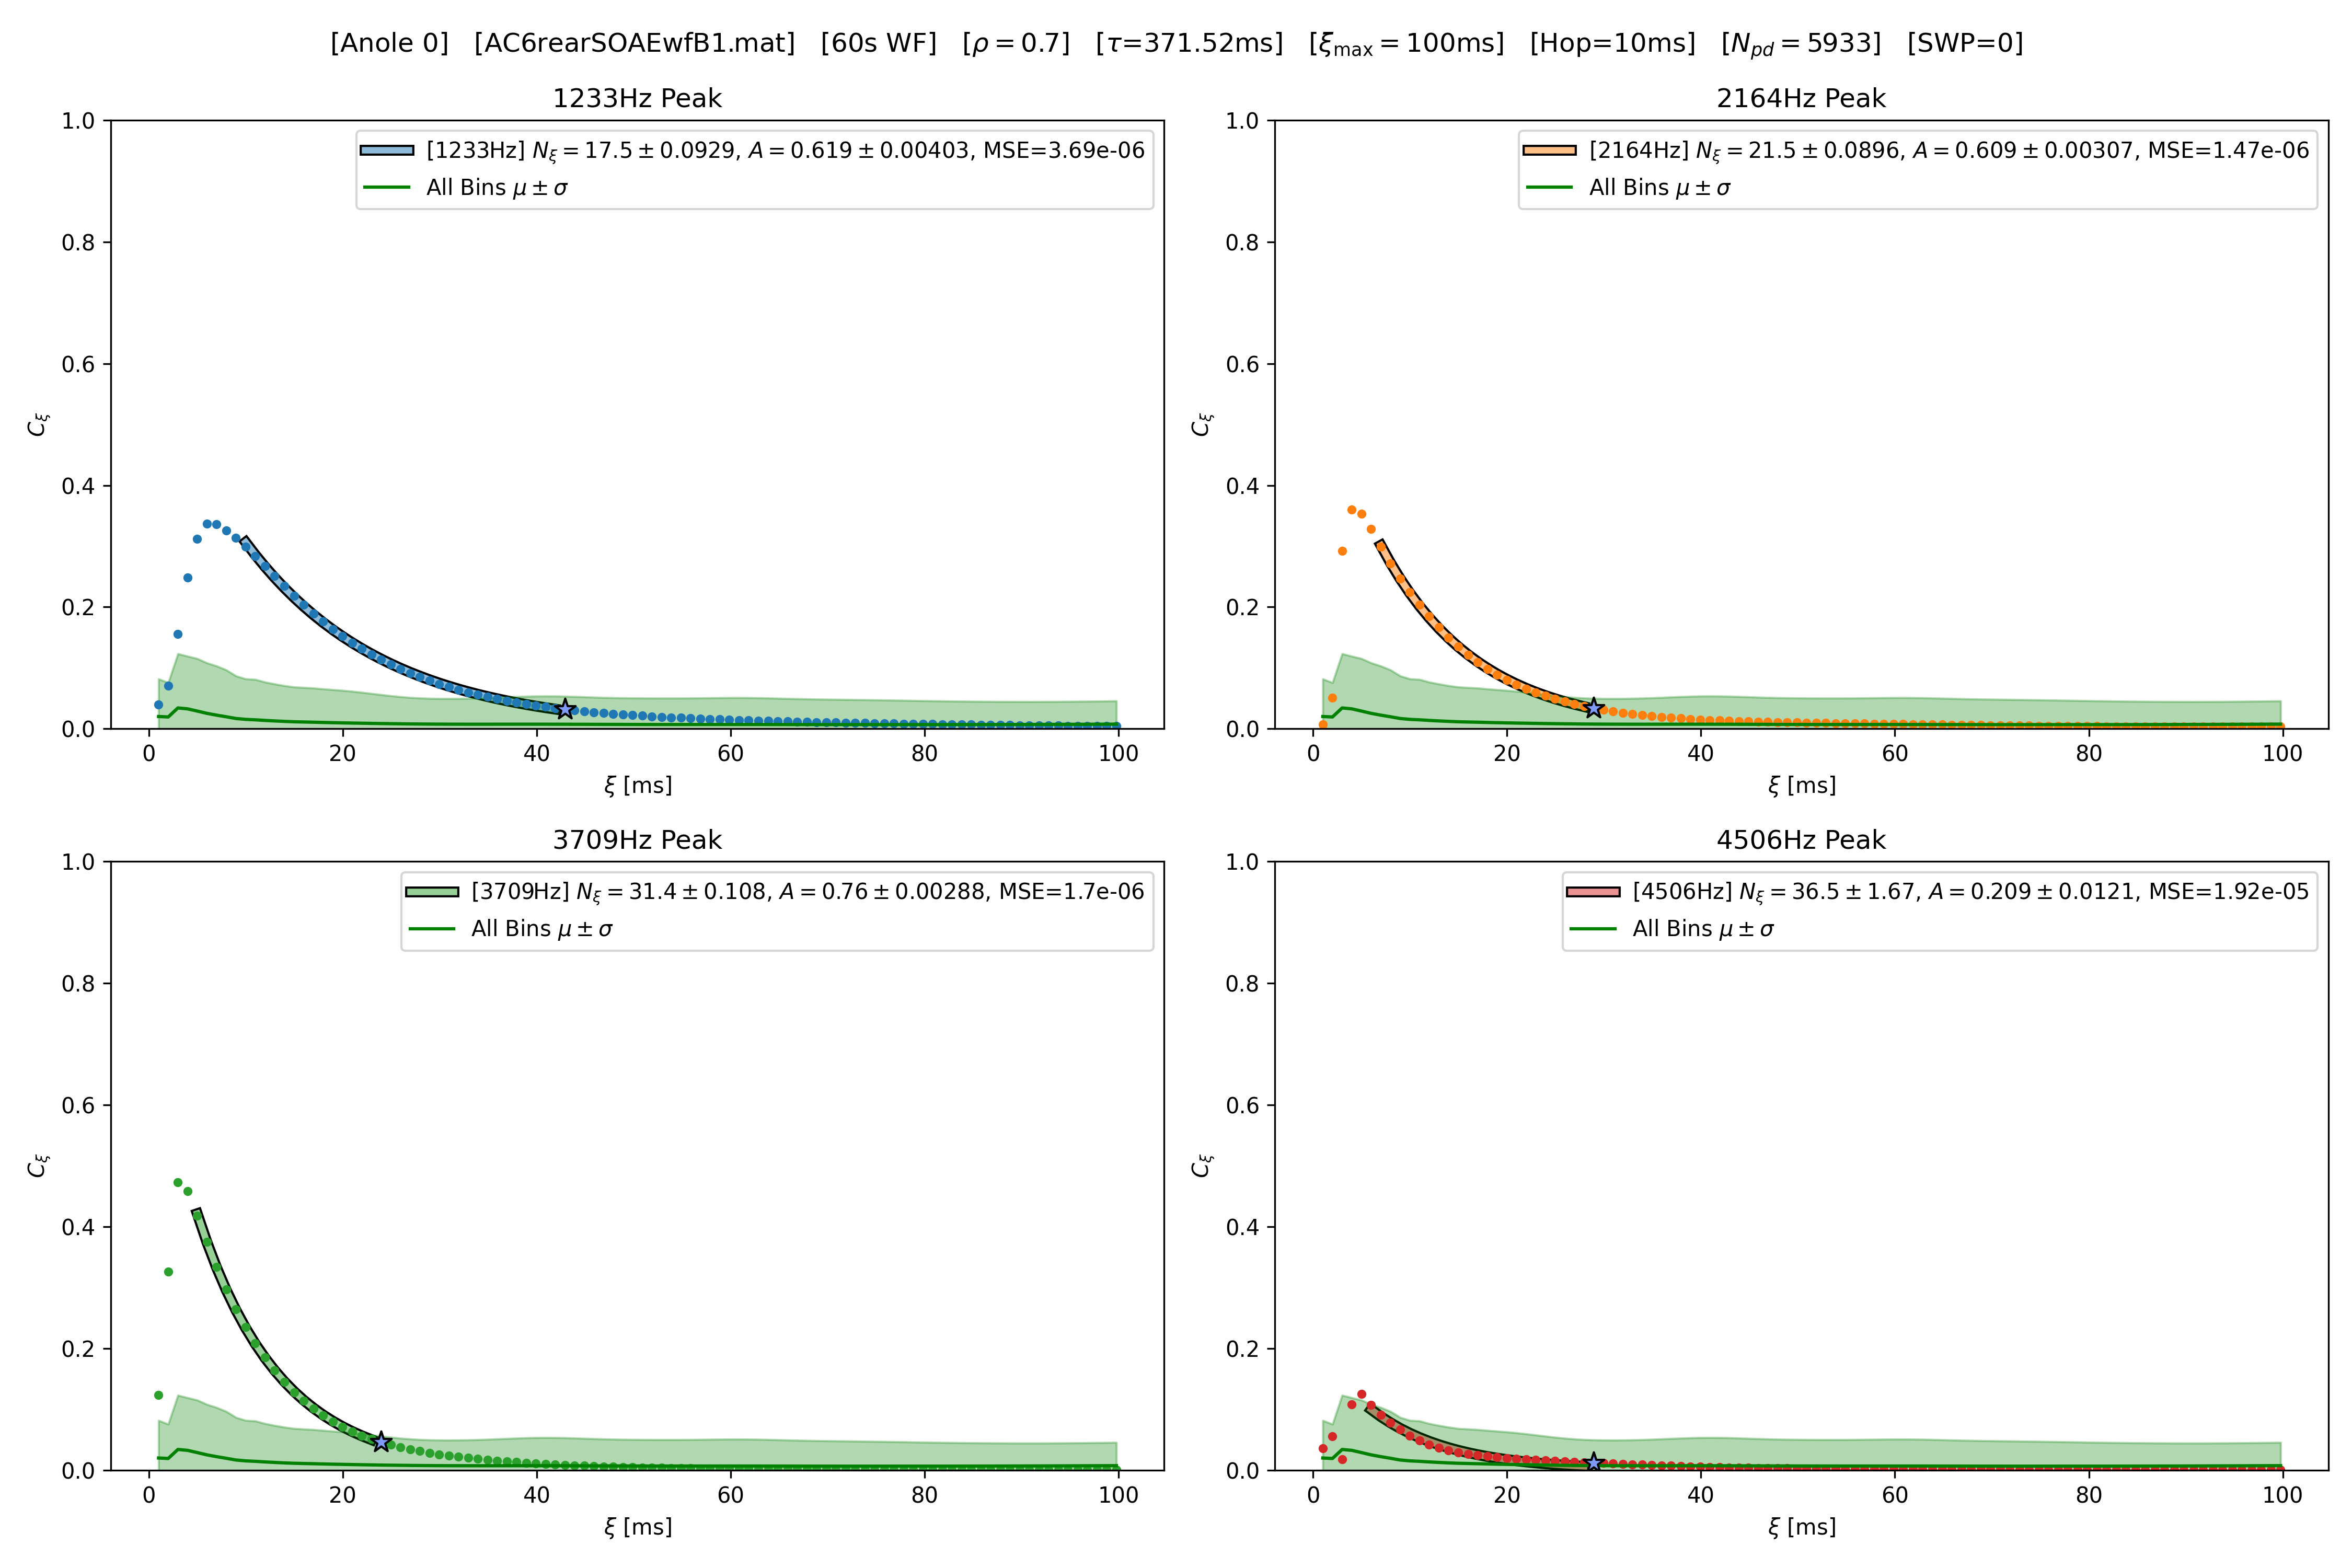 [Anole 0] [AC6rearSOAEwfB1.mat] [60s WF] [ρ = 0.7] [τ=371.52ms] [ξmax = 100ms] [Hop=10ms] [Npd = 5933] [SWP=0]
1233Hz Peak
[1233Hz] Nξ = 17.5 ± 0.0929, A = 0.619 ± 0.00403, MSE=3.69e-06
All Bins μ ± σ
1.0
0.8
0.6
0.4
0.2
0.0
Cξ
0 20 40 60 80 100
ξ [ms]
2164Hz Peak
[2164Hz] Nξ = 21.5 ± 0.0896, A = 0.609 ± 0.00307, MSE=1.47e-06
All Bins μ ± σ
1.0
0.8
0.6
0.4
0.2
0.0
Cξ
0 20 40 60 80 100
ξ [ms]
3709Hz Peak
[3709Hz] Nξ = 31.4 ± 0.108, A = 0.76 ± 0.00288, MSE=1.7e-06
All Bins μ ± σ
1.0
0.8
0.6
0.4
0.2
0.0
Cξ
0 20 40 60 80 100
ξ [ms]
4506Hz Peak
[4506Hz] Nξ = 36.5 ± 1.67, A = 0.209 ± 0.0121, MSE=1.92e-05
All Bins μ ± σ
1.0
0.8
0.6
0.4
0.2
0.0
Cξ
0 20 40 60 80 100
ξ [ms]